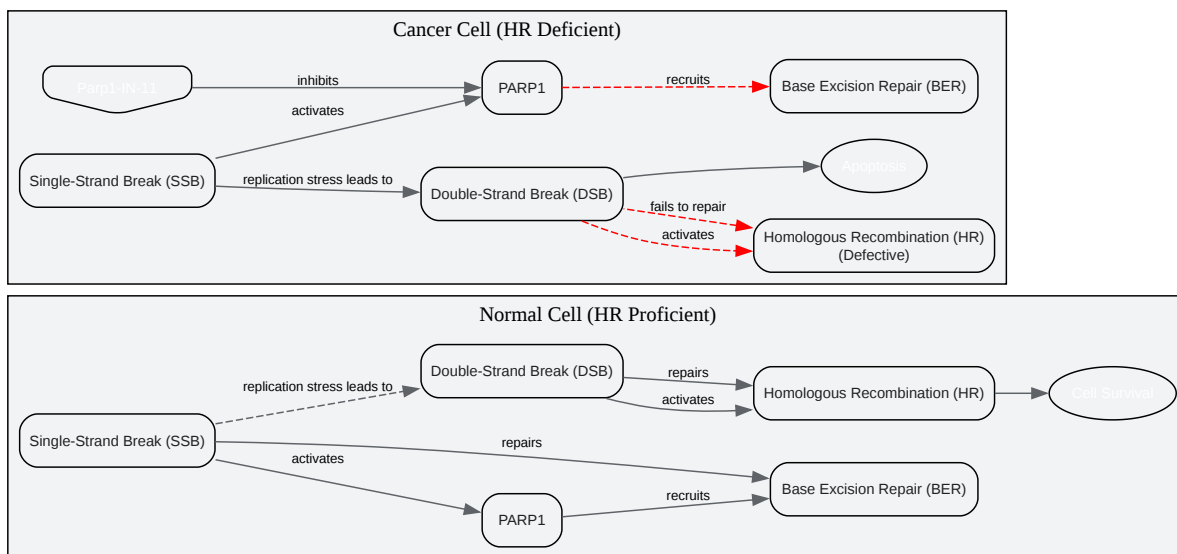 Cancer Cell (HR Deficient)
Parp1-IN-11
inhibits
PARP1
recruits
Base Excision Repair (BER)
activates
Apoptosis
Single-Strand Break (SSB)
replication stress leads to
Double-Strand Break (DSB)
fails to repair
activates
Homologous Recombination (HR)
(Defective)
Normal Cell (HR Proficient)
Double-Strand Break (DSB)
repairs
replication stress leads to
activates
Homologous Recombination (HR)
Cell Survival
Single-Strand Break (SSB)
repairs
activates
Base Excision Repair (BER)
recruits
PARP1